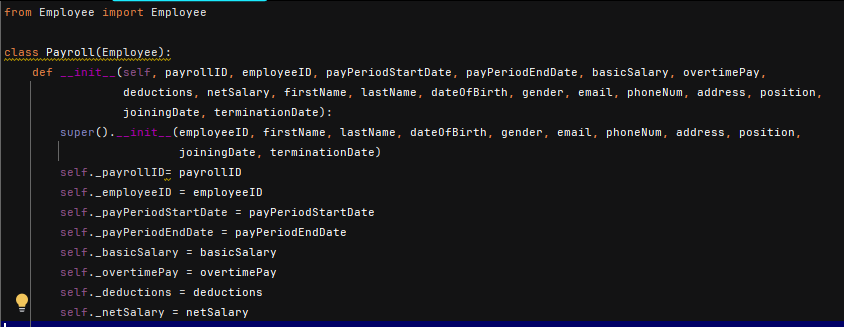 from Employee import Employee
class Payroll(Employee):
def __init__(self, payrollID, employeeID, payPeriodStartDate, payPeriodEndDate, basicSalary, overtimePay,
deductions, netSalary, firstName, lastName, dateOfBirth, gender, email, phoneNum, address, position,
joiningDate, terminationDate):
super().__init__(employeeID, firstName, lastName, dateOfBirth, gender, email, phoneNum, address, position,
joiningDate, terminationDate)
self._payrollID= payrollID
self._employeeID = employeeID
self._payPeriodStartDate = payPeriodStartDate
self._payPeriodEndDate = payPeriodEndDate
self._basicSalary = basicSalary
self._overtimePay = overtimePay
self._deductions = deductions
self._netSalary = netSalary